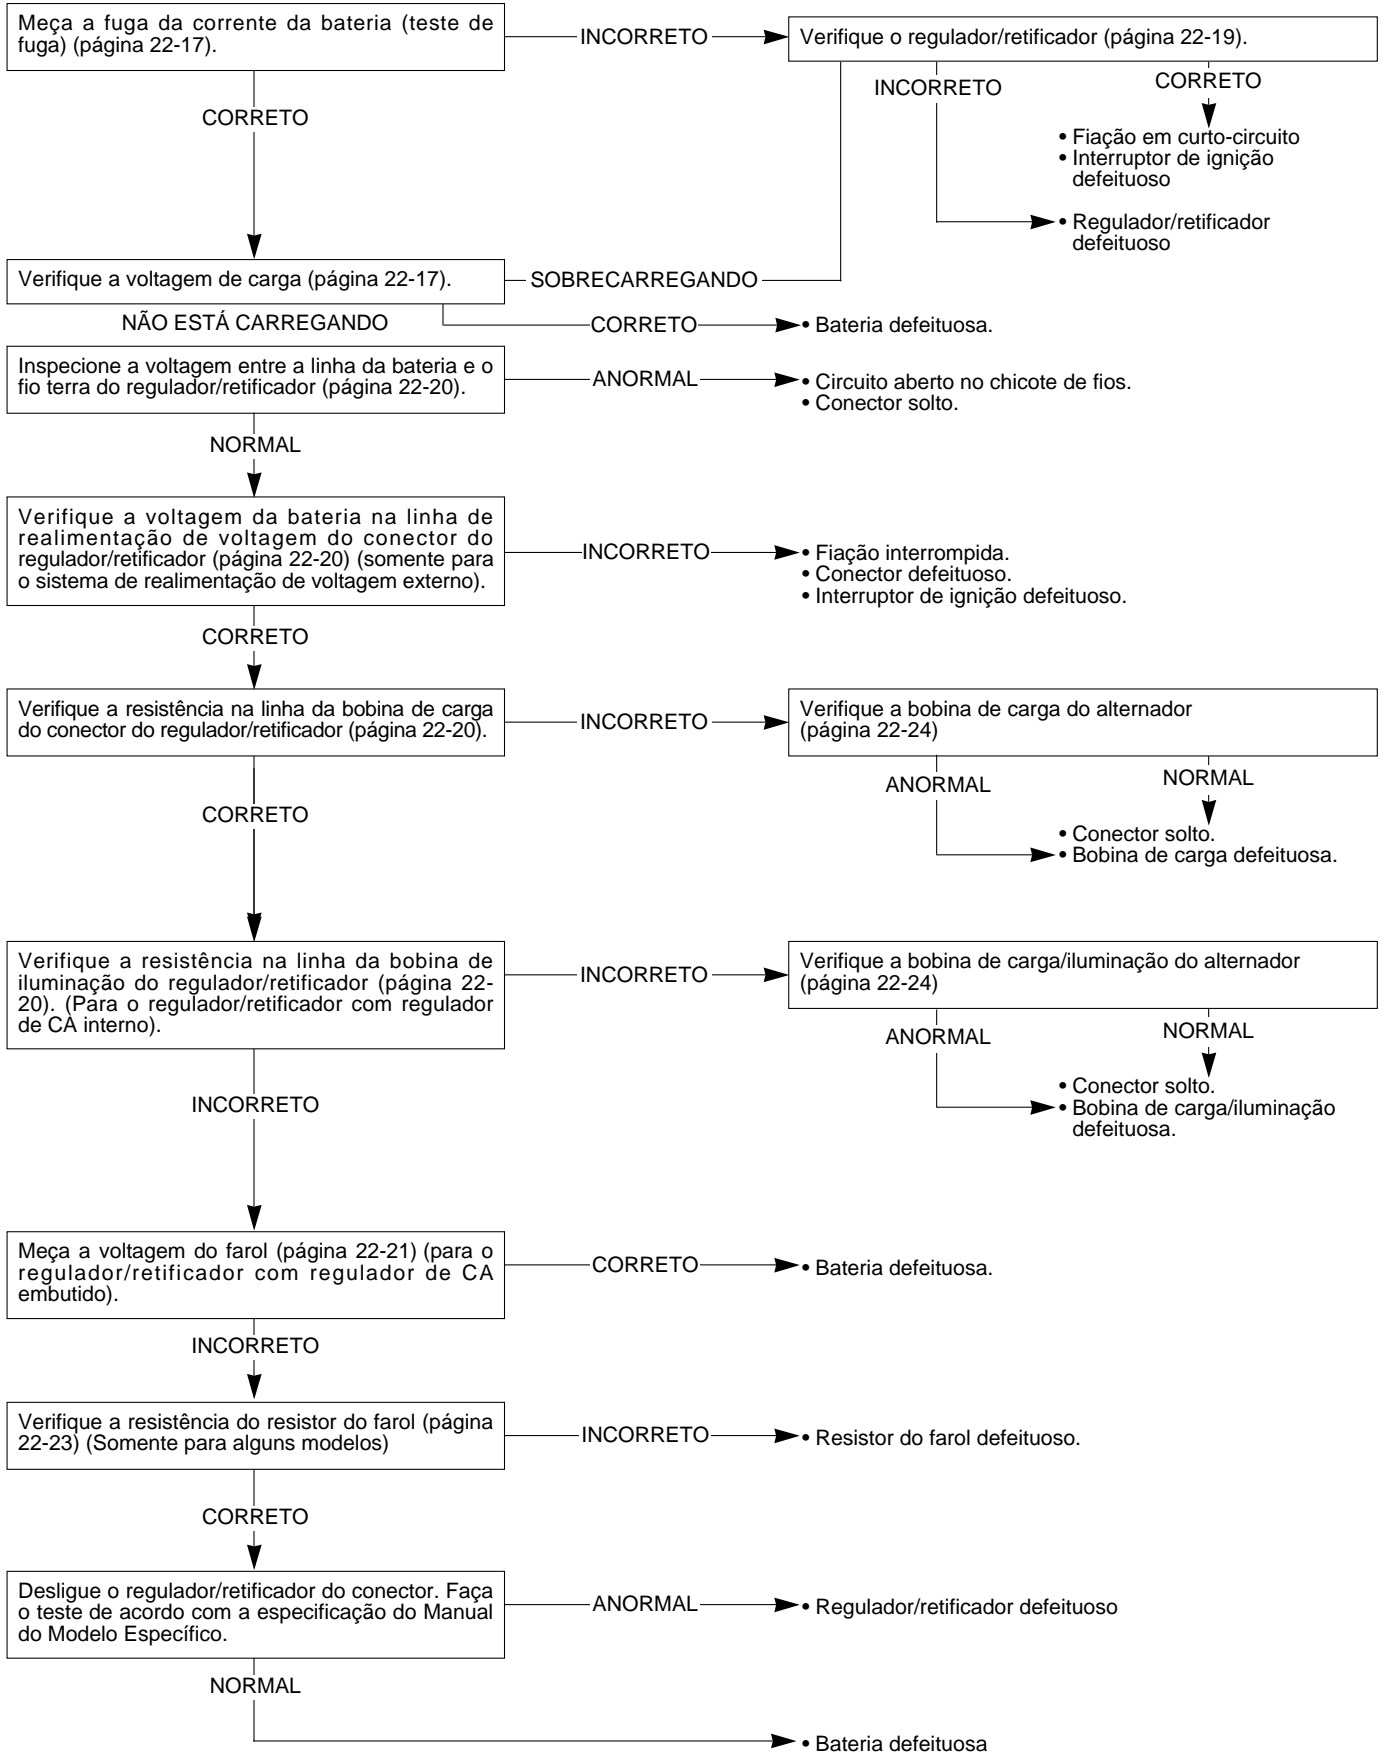 Meça a fuga da corrente da bateria (teste de
fuga) (página 22-17).
INCORRETO
Verifique o regulador/retificador (página 22-19).
CORRETO
INCORRETO
CORRETO
• Fiação em curto-circuito
• Interruptor de ignição
defeituoso
• Regulador/retificador
defeituoso
Verifique a voltagem de carga (página 22-17).
SOBRECARREGANDO
NÃO ESTÁ CARREGANDO
CORRETO
• Bateria defeituosa.
Inspecione a voltagem entre a linha da bateria e o
fio terra do regulador/retificador (página 22-20).
ANORMAL
• Circuito aberto no chicote de fios.
• Conector solto.
NORMAL
Verifique a voltagem da bateria na linha de
realimentação de voltagem do conector do
regulador/retificador (página 22-20) (somente para
o sistema de realimentação de voltagem externo).
INCORRETO
• Fiação interrompida.
• Conector defeituoso.
• Interruptor de ignição defeituoso.
CORRETO
Verifique a resistência na linha da bobina de carga
do conector do regulador/retificador (página 22-20).
INCORRETO
Verifique a bobina de carga do alternador
(página 22-24)
CORRETO
ANORMAL
NORMAL
• Conector solto.
• Bobina de carga defeituosa.
Verifique a resistência na linha da bobina de
iluminação do regulador/retificador (página 22-
20). (Para o regulador/retificador com regulador
de CA interno).
INCORRETO
Verifique a bobina de carga/iluminação do alternador
(página 22-24)
INCORRETO
ANORMAL
NORMAL
• Conector solto.
• Bobina de carga/iluminação
defeituosa.
Meça a voltagem do farol (página 22-21) (para o
regulador/retificador com regulador de CA
embutido).
CORRETO
• Bateria defeituosa.
INCORRETO
Verifique a resistência do resistor do farol (página
22-23) (Somente para alguns modelos)
INCORRETO
• Resistor do farol defeituoso.
CORRETO
Desligue o regulador/retificador do conector. Faça
o teste de acordo com a especificação do Manual
do Modelo Específico.
ANORMAL
• Regulador/retificador defeituoso
NORMAL
• Bateria defeituosa